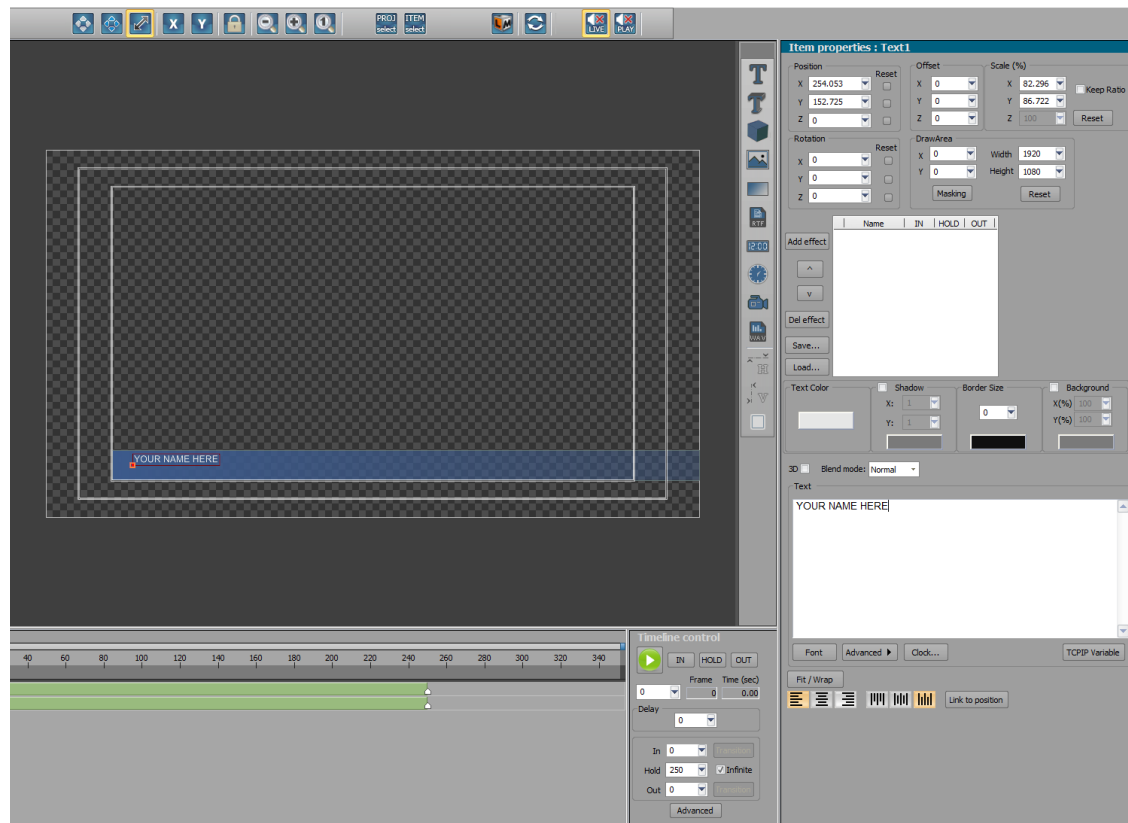 X Y 1 PROJ select ITEM select LIVE PLAY
Item properties : Text1
Position Reset Offset Scale (%)
X 254.053 X 0 X 82.296 Keep Ratio
Y 152.725 Y 0 Y 86.722
Z 0 Z 0 Z 100 Reset
Rotation Reset DrawArea
X 0 X 0 Width 1920
Y 0 Y 0 Height 1080
Z 0 Masking Reset
Name IN HOLD OUT
Add effect
^
v
Del effect
Save...
Load...
T
T
RTF
12:00
WAV
H
V
Text Color Shadow Border Size Background
X: 1 0 X(%) 100
Y: 1 Y(%) 100
3D Blend mode: Normal
Text
YOUR NAME HERE
YOUR NAME HERE
Font Advanced Clock... TCPIP Variable
Fit / Wrap
Link to position
40 60 80 100 120 140 160 180 200 220 240 260 280 300 320 340
Timeline control
IN HOLD OUT
Frame Time (sec)
0 0 0.00
Delay
0
In 0 Transition
Hold 250 Infinite
Out 0 Transition
Advanced